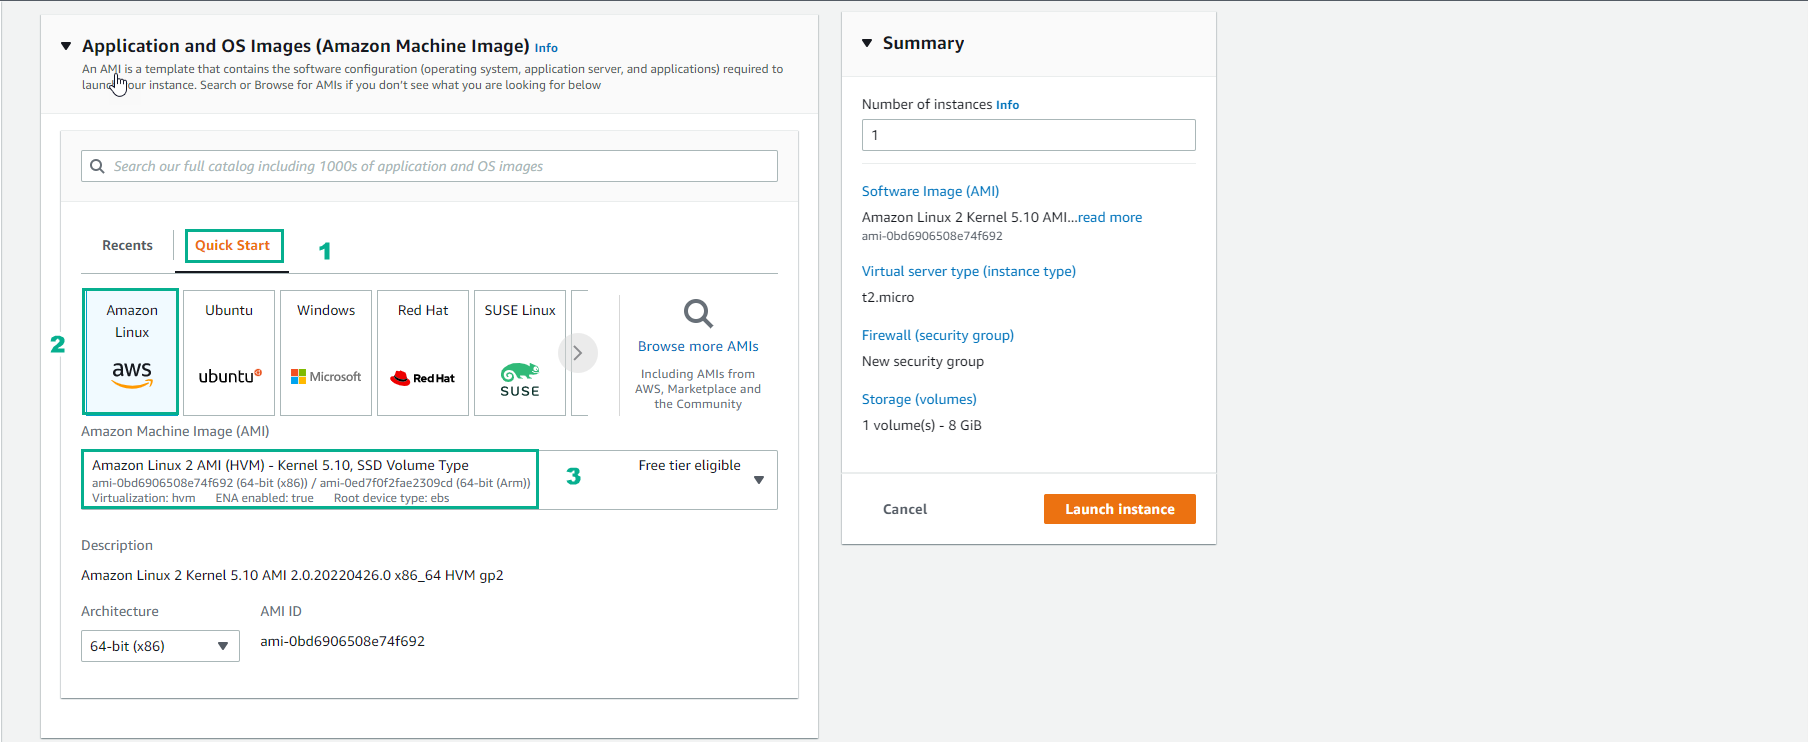 Application and OS Images (Amazon Machine Image) Info
An AMI is a template that contains the software configuration (operating system, application server, and applications) required to
launch your instance. Search or Browse for AMIs if you don't see what you are looking for below
Search our full catalog including 1000s of application and OS images
Recents
Quick Start
1
2
Amazon
Linux
aws
Ubuntu
ubuntu
Windows
Microsoft
Red Hat
Red Hat
SUSE Linux
SUSE
Browse more AMIs
Including AMIs from
AWS, Marketplace and
the Community
Amazon Machine Image (AMI)
Amazon Linux 2 AMI (HVM) - Kernel 5.10, SSD Volume Type
ami-0bd6906508e74f692 (64-bit (x86)) / ami-0ed7f0f2fae2309cd (64-bit (Arm))
Virtualization: hvm ENA enabled: true Root device type: ebs
3
Free tier eligible
Description
Amazon Linux 2 Kernel 5.10 AMI 2.0.20220426.0 x86_64 HVM gp2
Architecture
64-bit (x86)
AMI ID
ami-0bd6906508e74f692
Summary
Number of instances Info
1
Software Image (AMI)
Amazon Linux 2 Kernel 5.10 AMI...read more
ami-0bd6906508e74f692
Virtual server type (instance type)
t2.micro
Firewall (security group)
New security group
Storage (volumes)
1 volume(s) - 8 GiB
Cancel
Launch instance